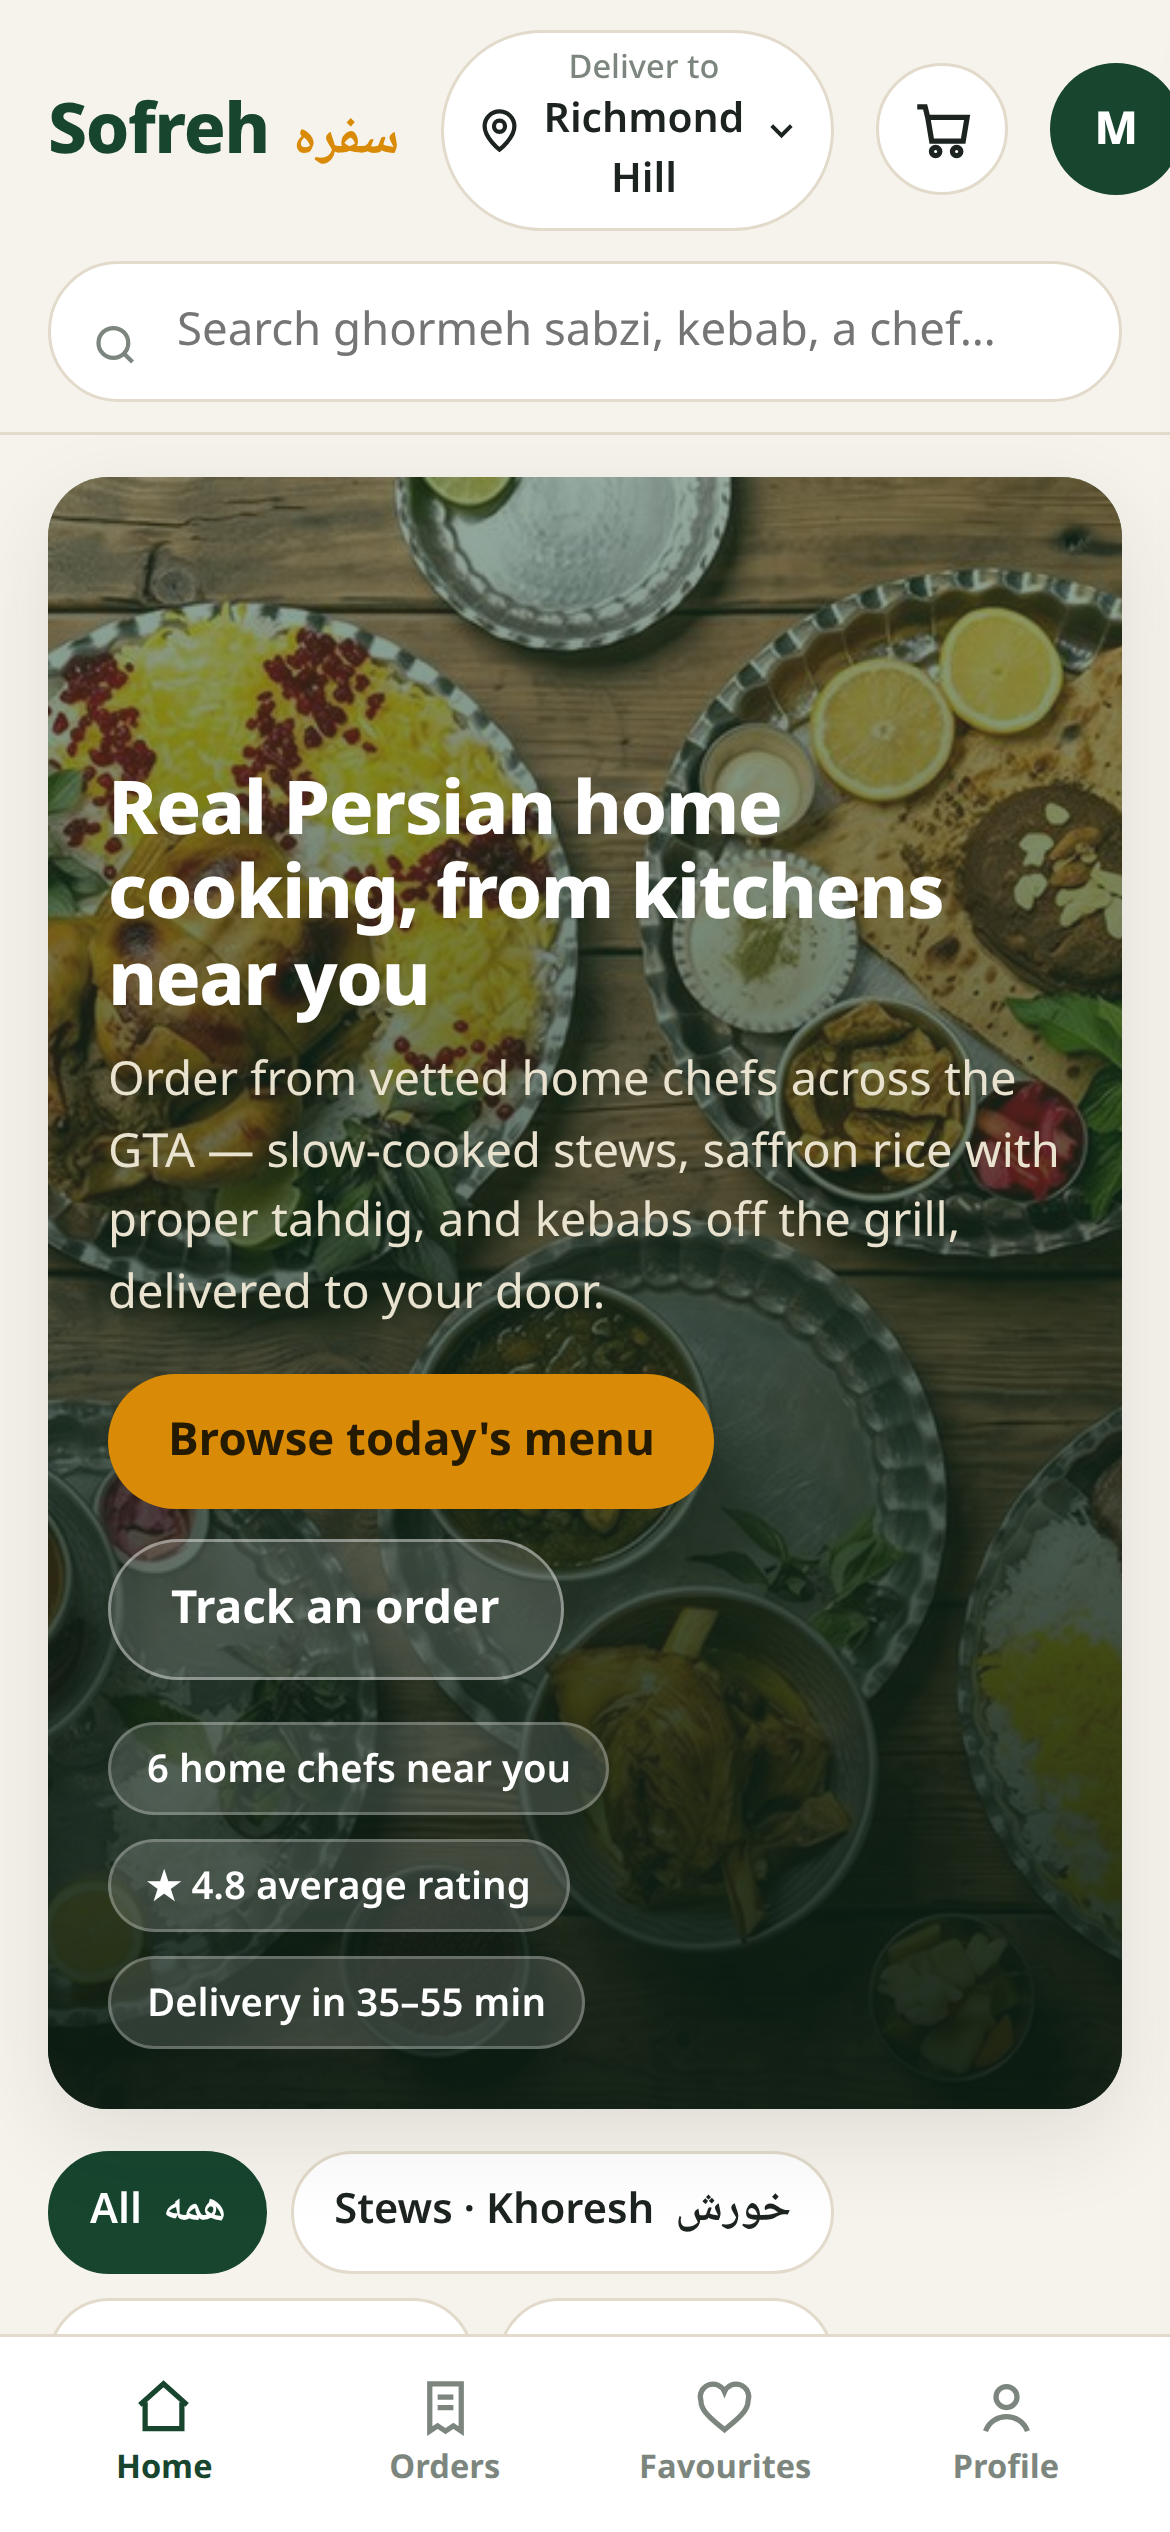 Sofreh سفره
Deliver to
Richmond
Hill
M
Search ghormeh sabzi, kebab, a chef...
Real Persian home
cooking, from kitchens
near you
Order from vetted home chefs across the
GTA — slow-cooked stews, saffron rice with
proper tahdig, and kebabs off the grill,
delivered to your door.
Browse today's menu
Track an order
6 home chefs near you
★ 4.8 average rating
Delivery in 35–55 min
All همه
Stews · Khoresh خورش
Home
Orders
Favourites
Profile